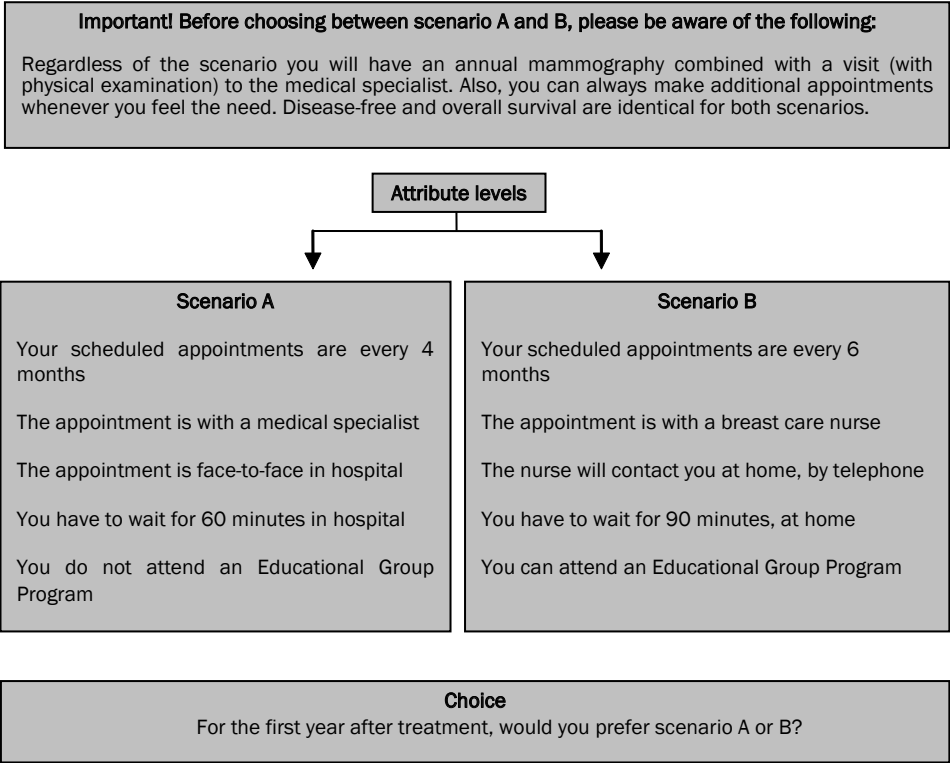 Important! Before choosing between scenario A and B, please be aware of the following:
Regardless of the scenario you will have an annual mammography combined with a visit (with
physical examination) to the medical specialist. Also, you can always make additional appointments
whenever you feel the need. Disease-free and overall survival are identical for both scenarios.
Attribute levels
Scenario A
Your scheduled appointments are every 4
months
The appointment is with a medical specialist
The appointment is face-to-face in hospital
You have to wait for 60 minutes in hospital
You do not attend an Educational Group
Program
Scenario B
Your scheduled appointments are every 6
months
The appointment is with a breast care nurse
The nurse will contact you at home, by telephone
You have to wait for 90 minutes, at home
You can attend an Educational Group Program
Choice
For the first year after treatment, would you prefer scenario A or B?